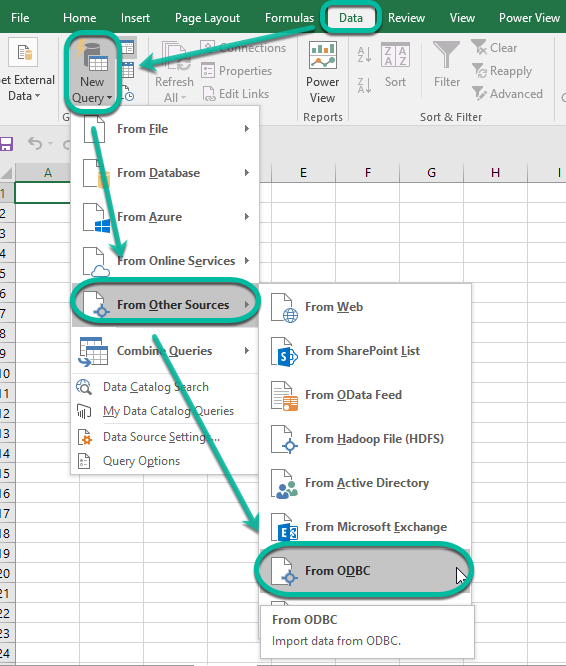 File Home Insert Page Layout Formulas Data Review View Power View
et External
Data
New
Query
Refresh
All
Connections
Properties
Edit Links
Power
View
Reports
Sort
Filter
Clear
Reapply
Advanced
Sort & Filter
From File
From Database
From Azure
From Online Services
From Other Sources
Combine Queries
Data Catalog Search
My Data Catalog Queries
Data Source Settings...
Query Options
A E F G H I
1
2
3
4
5
6
7
8
9
10
11
12
13
14
15
16
17
18
19
20
21
22
23
24
From Web
From SharePoint List
From OData Feed
From Hadoop File (HDFS)
From Active Directory
From Microsoft Exchange
From ODBC
From ODBC
Import data from ODBC.